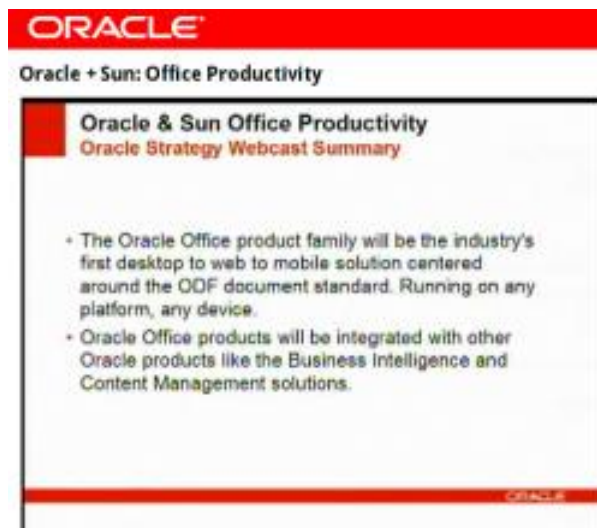 ORACLE
Oracle + Sun: Office Productivity
Oracle & Sun Office Productivity
Oracle Strategy Webcast Summary
• The Oracle Office product family will be the industry's
first desktop to web to mobile solution centered
around the ODF document standard. Running on any
platform, any device.
• Oracle Office products will be integrated with other
Oracle products like the Business Intelligence and
Content Management solutions.
ORACLE